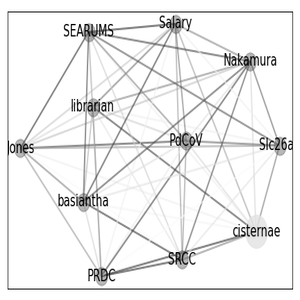 Salary
SEARUMS
Nakamura
librarian
PdCoV
Jones
Slc26a
basiantha
cisternae
SRCC
PRDC